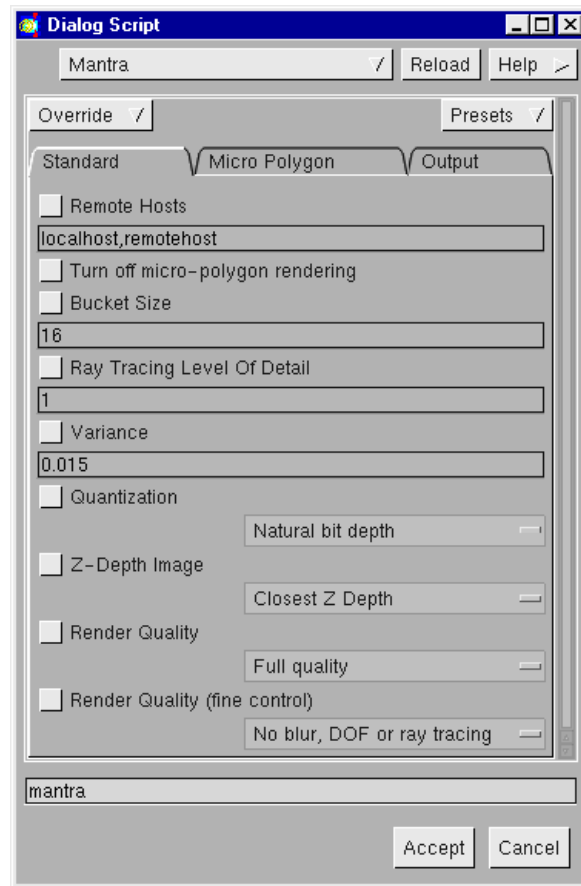 Dialog Script
Mantra Reload Help
Override Presets
Standard Micro Polygon Output
Remote Hosts
localhost,remotehost
Turn off micro-polygon rendering
Bucket Size
16
Ray Tracing Level Of Detail
1
Variance
0.015
Quantization
Natural bit depth
Z-Depth Image
Closest Z Depth
Render Quality
Full quality
Render Quality (fine control)
No blur, DOF or ray tracing
mantra
Accept Cancel